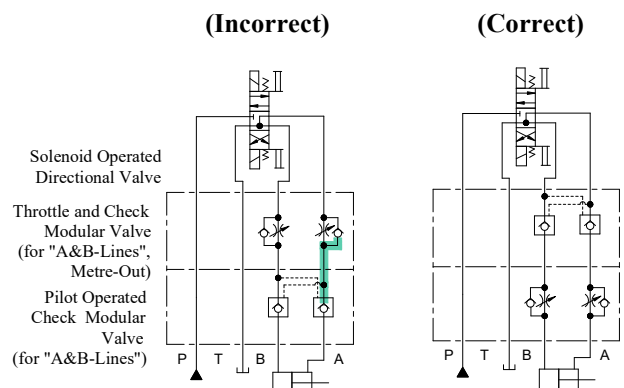 (Incorrect)
(Correct)
Solenoid Operated
Directional Valve
Throttle and Check
Modular Valve
(for "A&B-Lines",
Metre-Out)
Pilot Operated
Check Modular
Valve
(for "A&B-Lines")
P T B A
P T B A